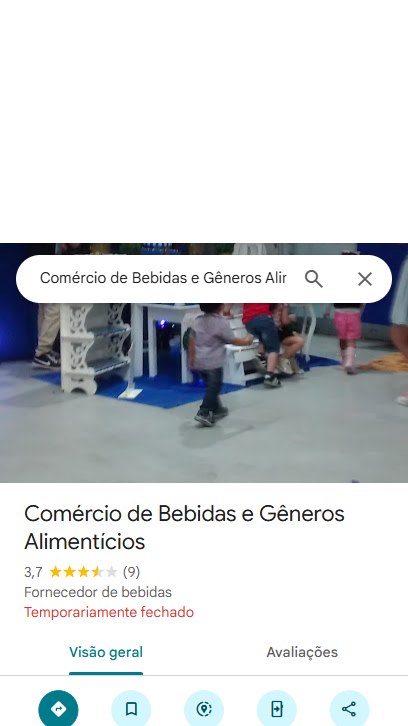 Comércio de Bebidas e Gêneros Alir
Comércio de Bebidas e Gêneros
Alimentícios
3,7 ★★★★★ (9)
Fornecedor de bebidas
Temporariamente fechado
Visão geral Avaliações